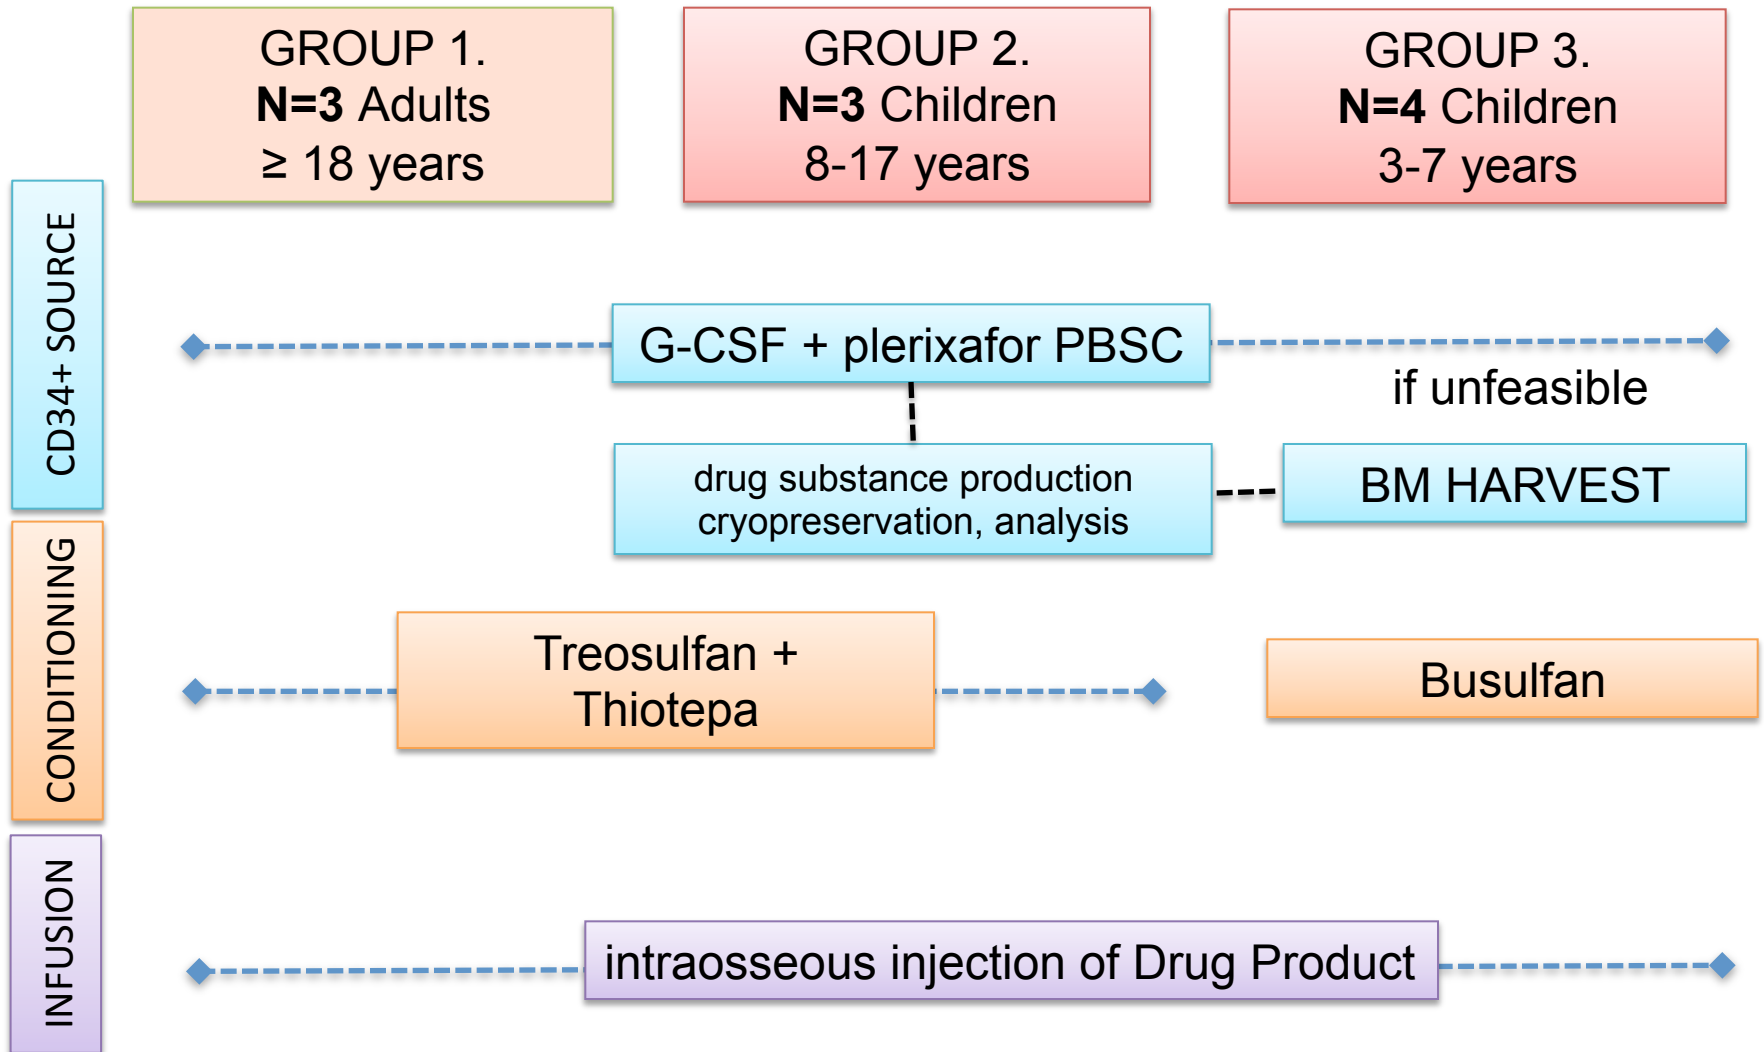 GROUP 1.
N=3 Adults
≥ 18 years
GROUP 2.
N=3 Children
8-17 years
GROUP 3.
N=4 Children
3-7 years
CD34+ SOURCE
G-CSF + plerixafor PBSC
if unfeasible
drug substance production
cryopreservation, analysis
BM HARVEST
CONDITIONING
Treosulfan +
Thiotepa
Busulfan
INFUSION
intraosseous injection of Drug Product